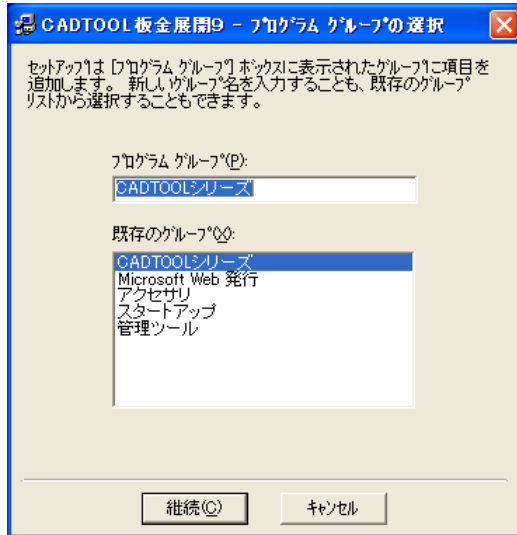 CADTOOL板金展開9 - ﾌﾟﾛｸﾞﾗﾑ ｸﾞﾙｰﾌﾟの選択
ｾｯﾄｱｯﾌﾟは [ﾌﾟﾛｸﾞﾗﾑ ｸﾞﾙｰﾌﾟ] ﾎﾞｯｸｽに表示されたｸﾞﾙｰﾌﾟに項目を
追加します。 新しいｸﾞﾙｰﾌﾟ名を入力することも、既存のｸﾞﾙｰﾌﾟ
ﾘｽﾄから選択することもできます。
ﾌﾟﾛｸﾞﾗﾑ ｸﾞﾙｰﾌﾟ(P):
CADTOOLシリーズ
既存のｸﾞﾙｰﾌﾟ(X):
CADTOOLシリーズ
Microsoft Web 発行
アクセサリ
スタートアップ
管理ツール
継続(C)
ｷｬﾝｾﾙ